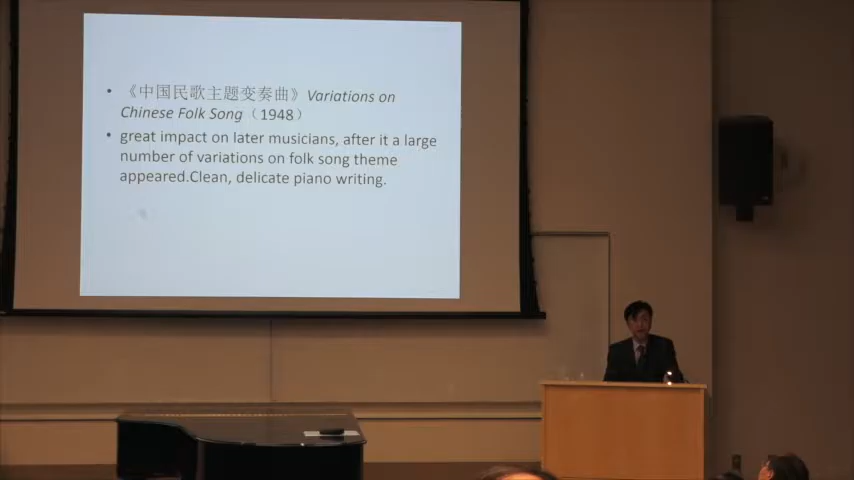 • 《中国民歌主题变奏曲》Variations on
Chinese Folk Song（1948）
• great impact on later musicians, after it a large
number of variations on folk song theme
appeared.Clean, delicate piano writing.